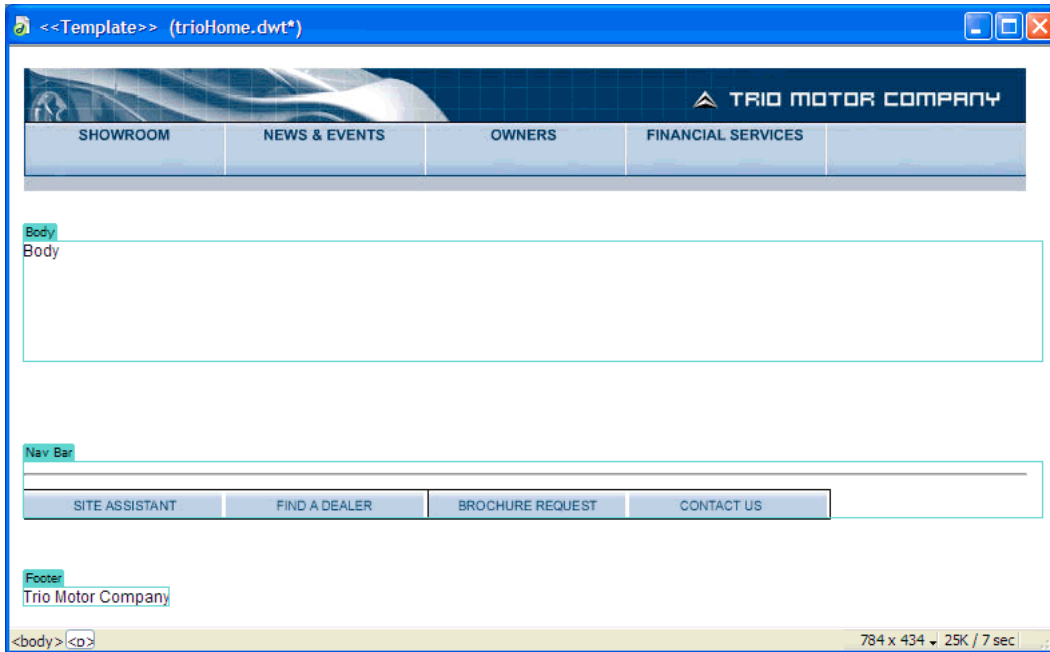 <<Template>> (trioHome.dwt*)
TRIO MOTOR COMPANY
SHOWROOM NEWS & EVENTS OWNERS FINANCIAL SERVICES
Body
Body
Nav Bar
SITE ASSISTANT FIND A DEALER BROCHURE REQUEST CONTACT US
Footer
Trio Motor Company
<body> <p> 784 x 434 25K / 7 sec